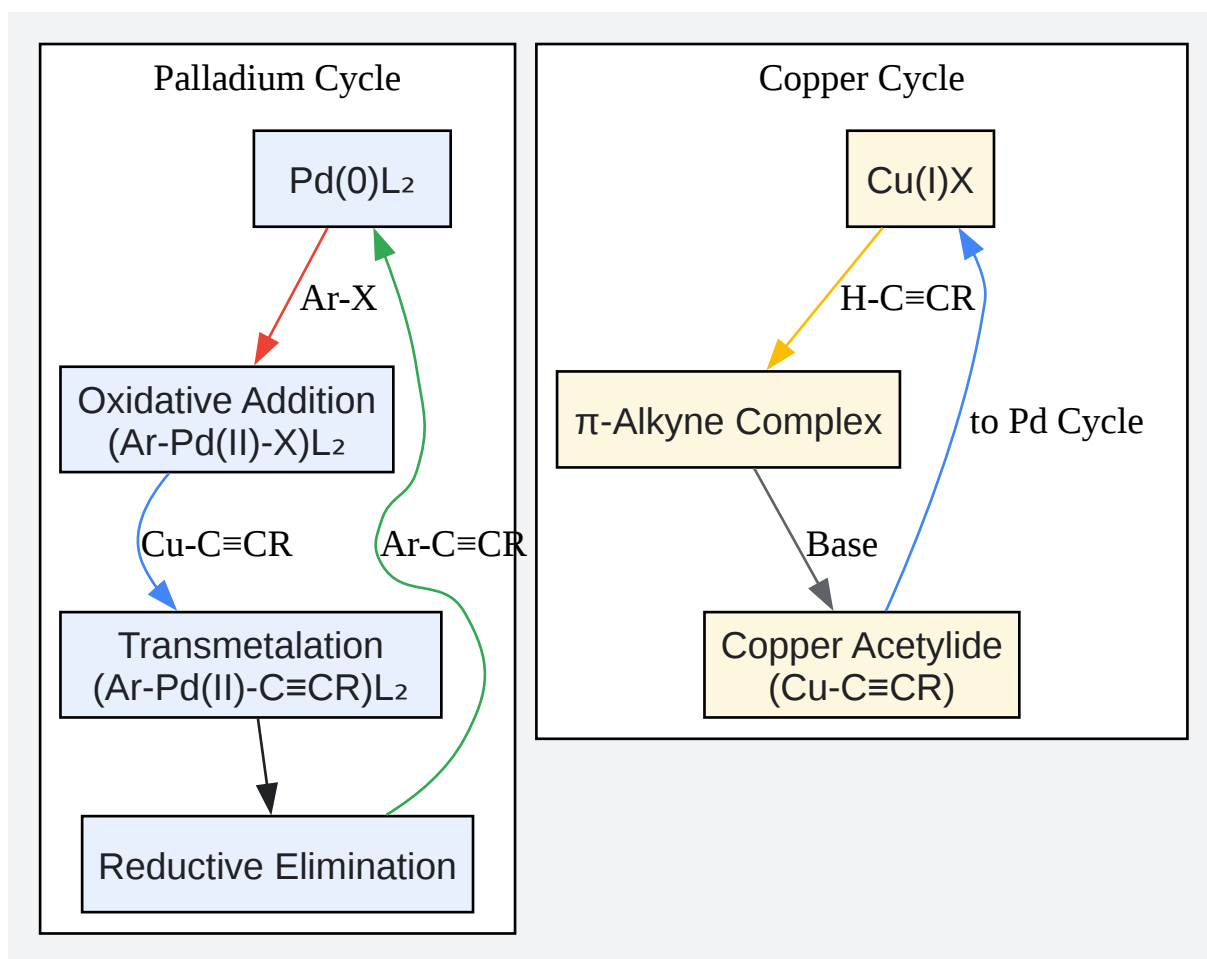 Palladium Cycle
Pd(0)L₂
Ar-X
Oxidative Addition
(Ar-Pd(II)-X)L₂
Cu-C≡CR
Ar-C≡CR
Transmetalation
(Ar-Pd(II)-C≡CR)L₂
Reductive Elimination
Copper Cycle
Cu(I)X
H-C≡CR
π-Alkyne Complex
to Pd Cycle
Base
Copper Acetylide
(Cu-C≡CR)